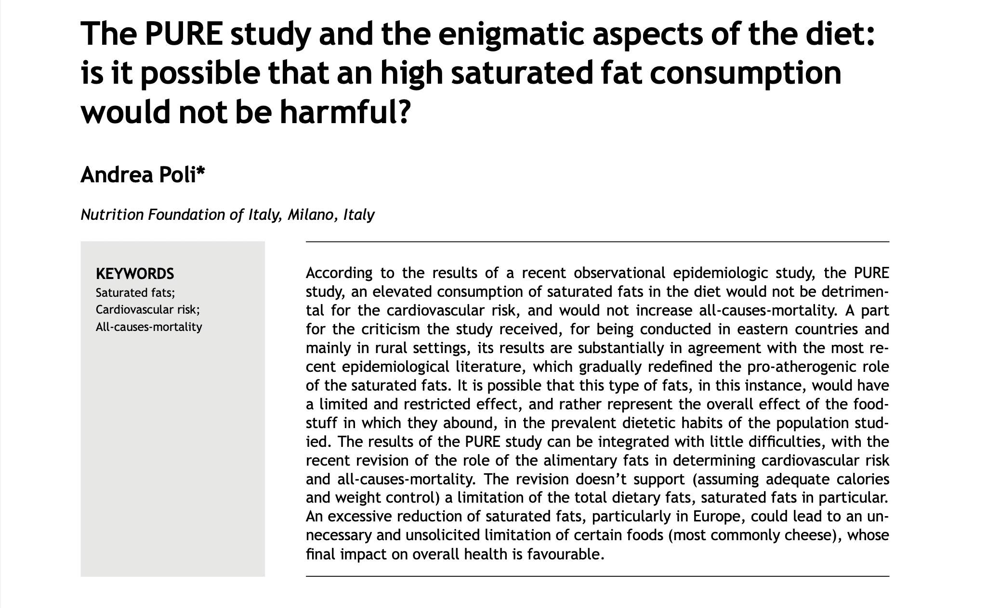 The PURE study and the enigmatic aspects of the diet:
is it possible that an high saturated fat consumption
would not be harmful?
Andrea Poli*
Nutrition Foundation of Italy, Milano, Italy
KEYWORDS
Saturated fats;
Cardiovascular risk;
All-causes-mortality
According to the results of a recent observational epidemiologic study, the PURE
study, an elevated consumption of saturated fats in the diet would not be detrimen-
tal for the cardiovascular risk, and would not increase all-causes-mortality. A part
for the criticism the study received, for being conducted in eastern countries and
mainly in rural settings, its results are substantially in agreement with the most re-
cent epidemiological literature, which gradually redefined the pro-atherogenic role
of the saturated fats. It is possible that this type of fats, in this instance, would have
a limited and restricted effect, and rather represent the overall effect of the food-
stuff in which they abound, in the prevalent dietetic habits of the population stud-
ied. The results of the PURE study can be integrated with little difficulties, with the
recent revision of the role of the alimentary fats in determining cardiovascular risk
and all-causes-mortality. The revision doesn’t support (assuming adequate calories
and weight control) a limitation of the total dietary fats, saturated fats in particular.
An excessive reduction of saturated fats, particularly in Europe, could lead to an un-
necessary and unsolicited limitation of certain foods (most commonly cheese), whose
final impact on overall health is favourable.